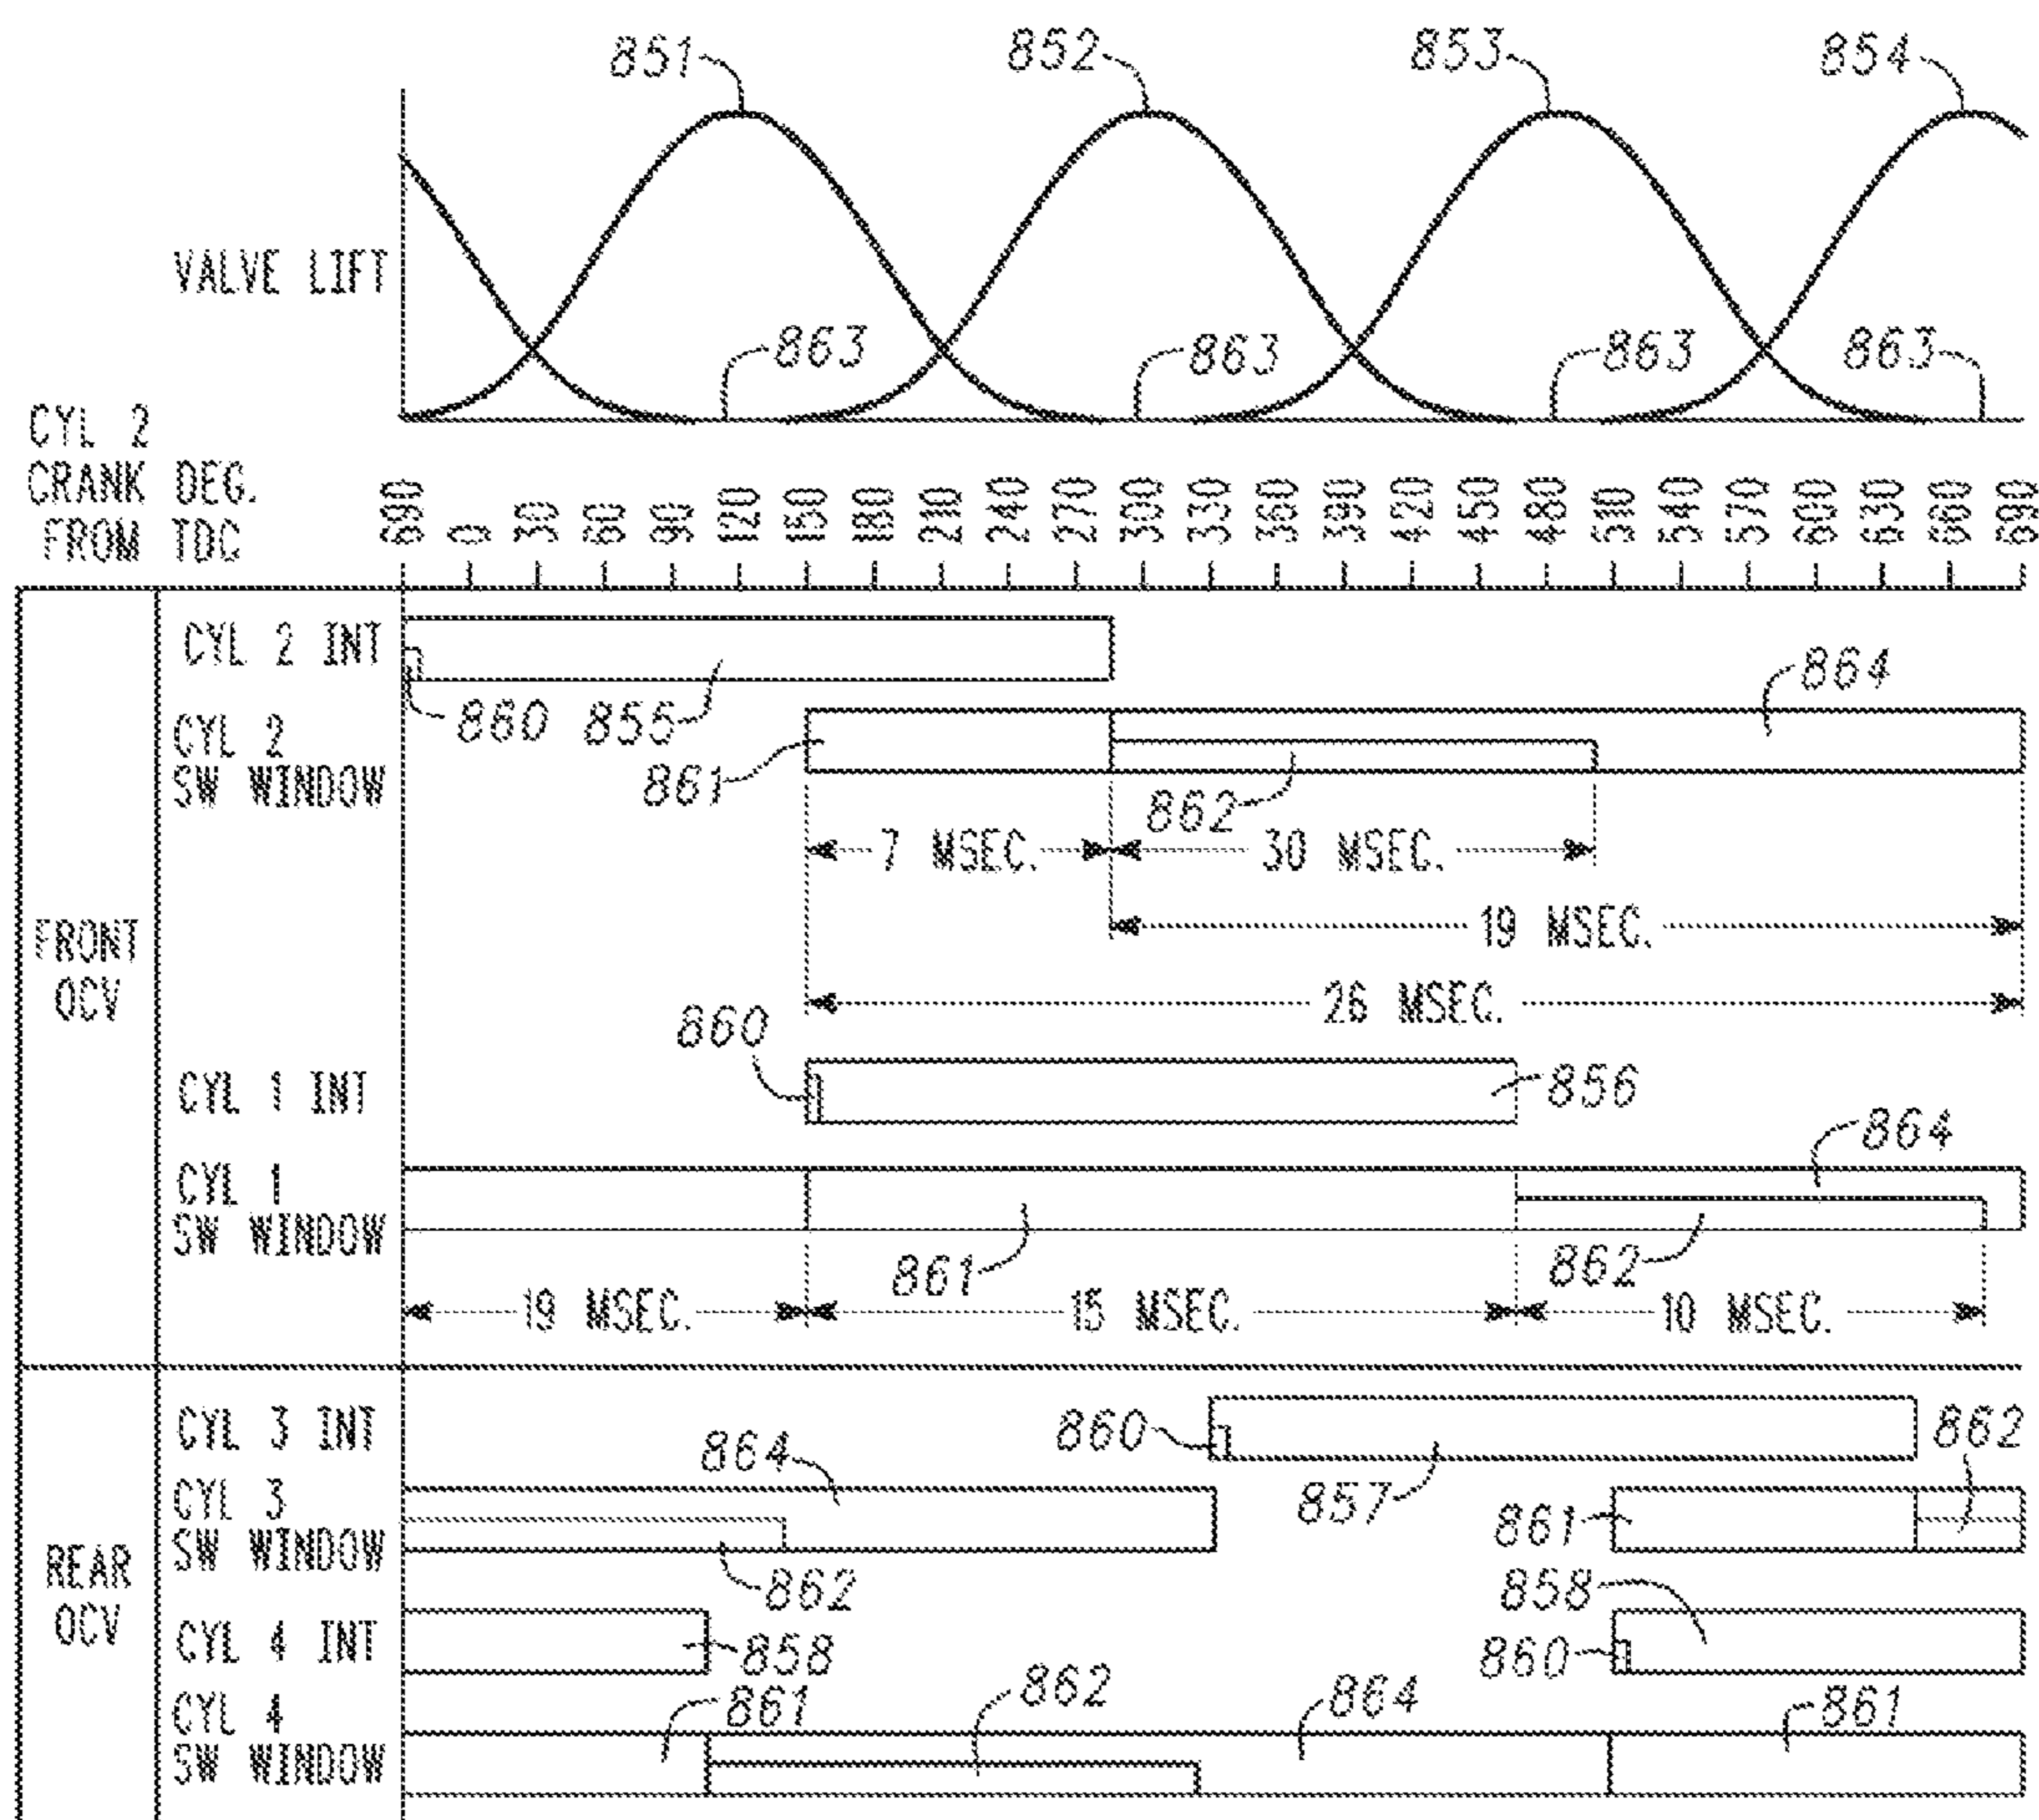 851
852
853
854
VALVE LIFT
863
863
863
863
CYL 2
CRANK DEG.
FROM TDC
690 0 30 60 90 120 150 180 210 240 270 300 330 360 390 420 450 480 510 540 570 600 630 660 690
FRONT
OCV
CYL 2 INT
860
855
864
CYL 2
SW WINDOW
861
862
7 MSEC.
30 MSEC.
19 MSEC.
26 MSEC.
860
CYL 1 INT
856
864
CYL 1
SW WINDOW
861
862
19 MSEC.
15 MSEC.
10 MSEC.
REAR
OCV
CYL 3 INT
860
857
862
864
CYL 3
SW WINDOW
862
861
858
CYL 4 INT
858
860
CYL 4
SW WINDOW
861
862
864
861